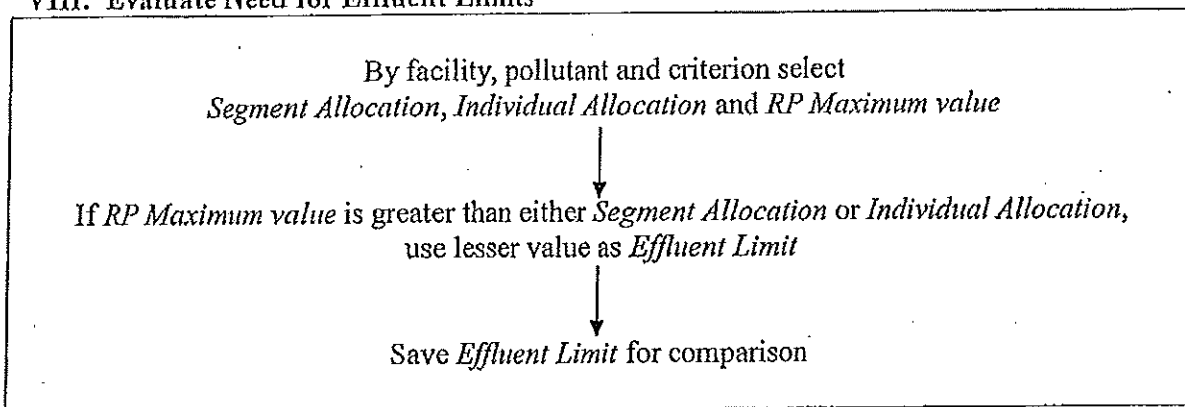 VIII. Evaluate Need for Effluent Limits
By facility, pollutant and criterion select
Segment Allocation, Individual Allocation and RP Maximum value
If RP Maximum value is greater than either Segment Allocation or Individual Allocation,
use lesser value as Effluent Limit
Save Effluent Limit for comparison